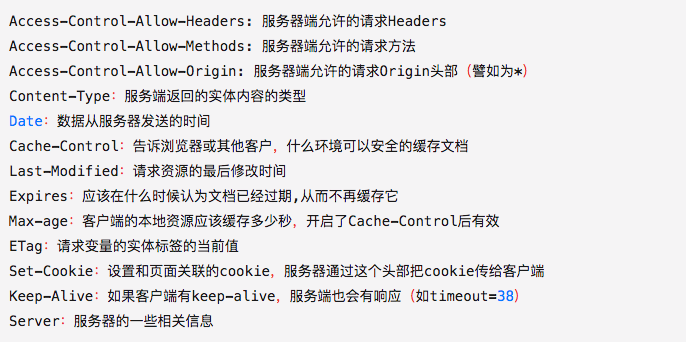 Access-Control-Allow-Headers: 服务器端允许的请求Headers
Access-Control-Allow-Methods: 服务器端允许的请求方法
Access-Control-Allow-Origin: 服务器端允许的请求Origin头部（譬如为*）
Content-Type：服务端返回的实体内容的类型
Date：数据从服务器发送的时间
Cache-Control：告诉浏览器或其他客户，什么环境可以安全的缓存文档
Last-Modified：请求资源的最后修改时间
Expires：应该在什么时候认为文档已经过期,从而不再缓存它
Max-age：客户端的本地资源应该缓存多少秒，开启了Cache-Control后有效
ETag：请求变量的实体标签的当前值
Set-Cookie：设置和页面关联的cookie，服务器通过这个头部把cookie传给客户端
Keep-Alive：如果客户端有keep-alive，服务端也会有响应（如timeout=38）
Server：服务器的一些相关信息